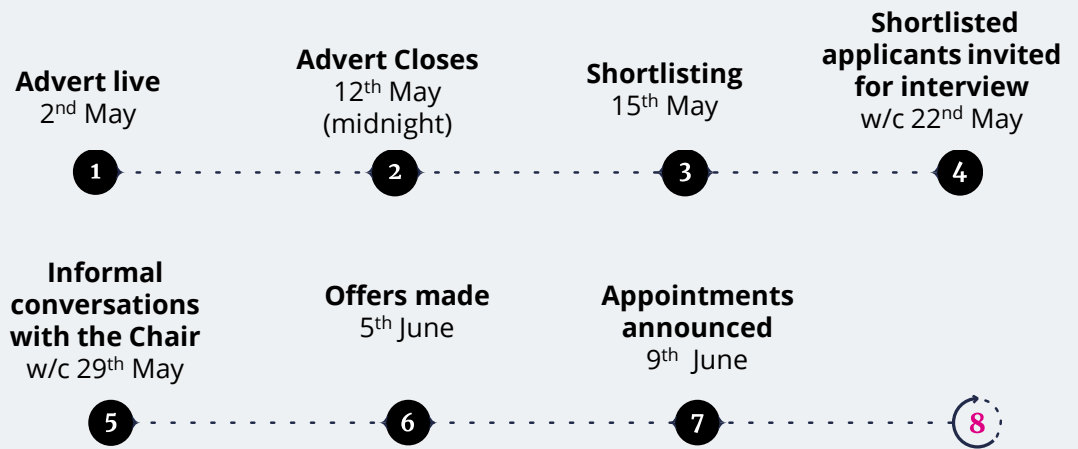 Advert live
2nd May
Advert Closes
12th May
(midnight)
Shortlisting
15th May
Shortlisted
applicants invited
for interview
w/c 22nd May
1
2
3
4
Informal
conversations
with the Chair
w/c 29th May
Offers made
5th June
Appointments
announced
9th June
5
6
7
8